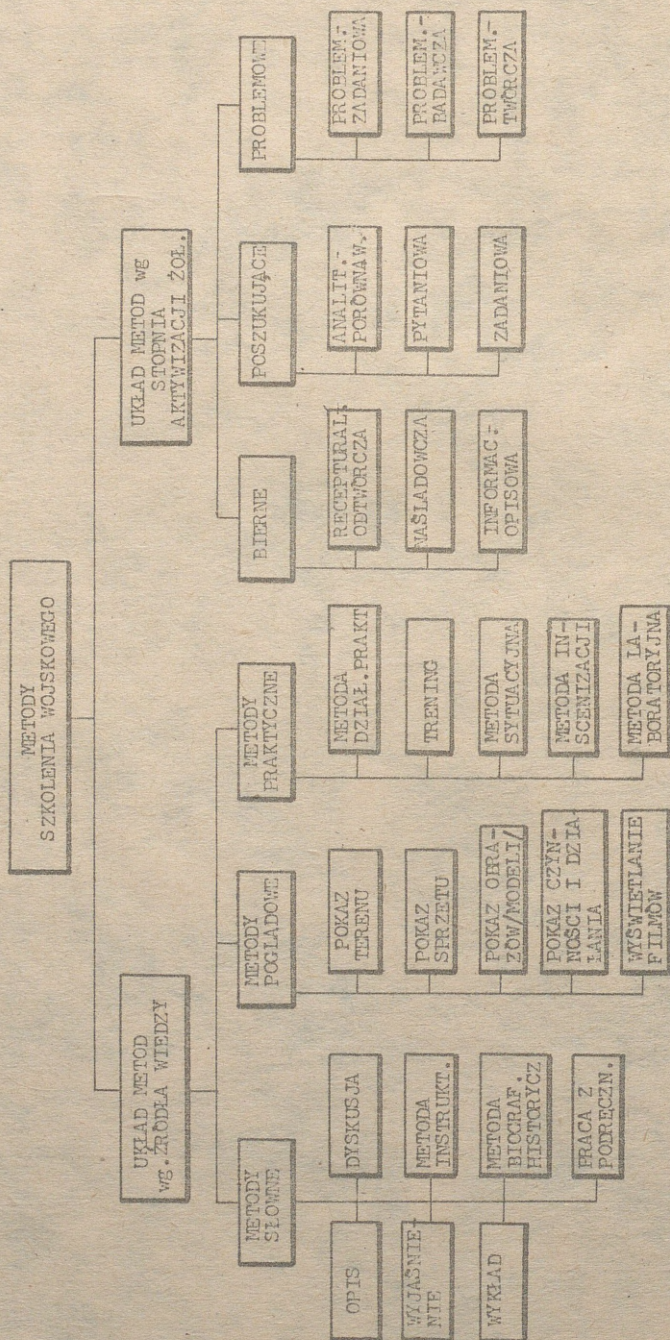 METODY
SZKOLENIA WOJSKOWEGO
UKŁAD METOD
wg.ŹRÓDŁA WIEDZY
UKŁAD METOD wg
STOPNIA
AKTYWIZACJI ŻOŁ.
METODY
SŁOWNE
METODY
POGLĄDOWE
METODY
PRAKTYCZNE
BIERNE
POSZUKUJĄCE
PROBLEMOWE
OPIS
WYJAŚNIE-
NIE
WYKŁAD
DYSKUSJA
METODA
INSTRUKT.
METODA
BIOGRAF.
HISTORYCZ
PRACA Z
PODRĘCZN.
POKAZ
TERENU
POKAZ
SPRZĘTU
POKAZ OBRA-
ZÓW/MODELI/
POKAZ CZYN-
NOŚCI I DZIA-
ŁANIA
WYŚWIETLANIE
FILMÓW
METODA
DZIAŁ.PRAKT
TRENING
METODA
SYTUACYJNA
METODA IN-
SCENIZACJI
METODA LA-
BORATORYJNA
RECEPTURAL-
ODTWÓRCZA
NAŚLADOWCZA
INFORMAC.-
OPISOWA
ANALIT.-
PORÓWNAW.
PYTANIOWA
ZADANIOWA
PROBLEM.-
ZADANIOWA
PROBLEM.-
BADAWCZA
PROBLEM.-
TWÓRCZA